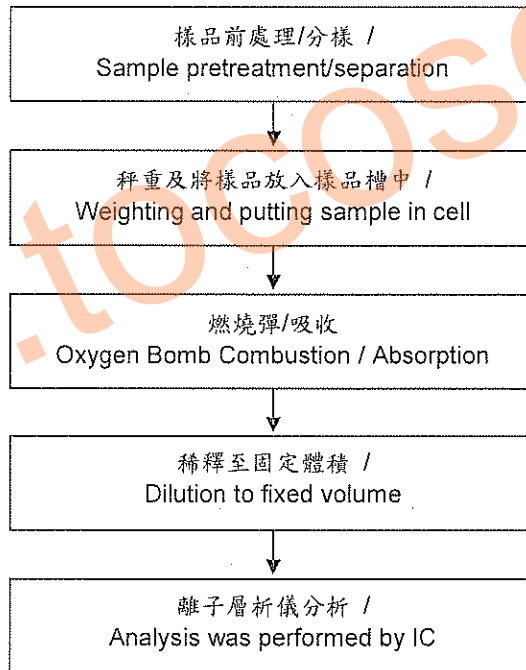 樣品前處理/分樣 /
Sample pretreatment/separation
秤重及將樣品放入樣品槽中 /
Weighting and putting sample in cell
燃燒彈/吸收
Oxygen Bomb Combustion / Absorption
稀釋至固定體積 /
Dilution to fixed volume
離子層析儀分析 /
Analysis was performed by IC
.tocos